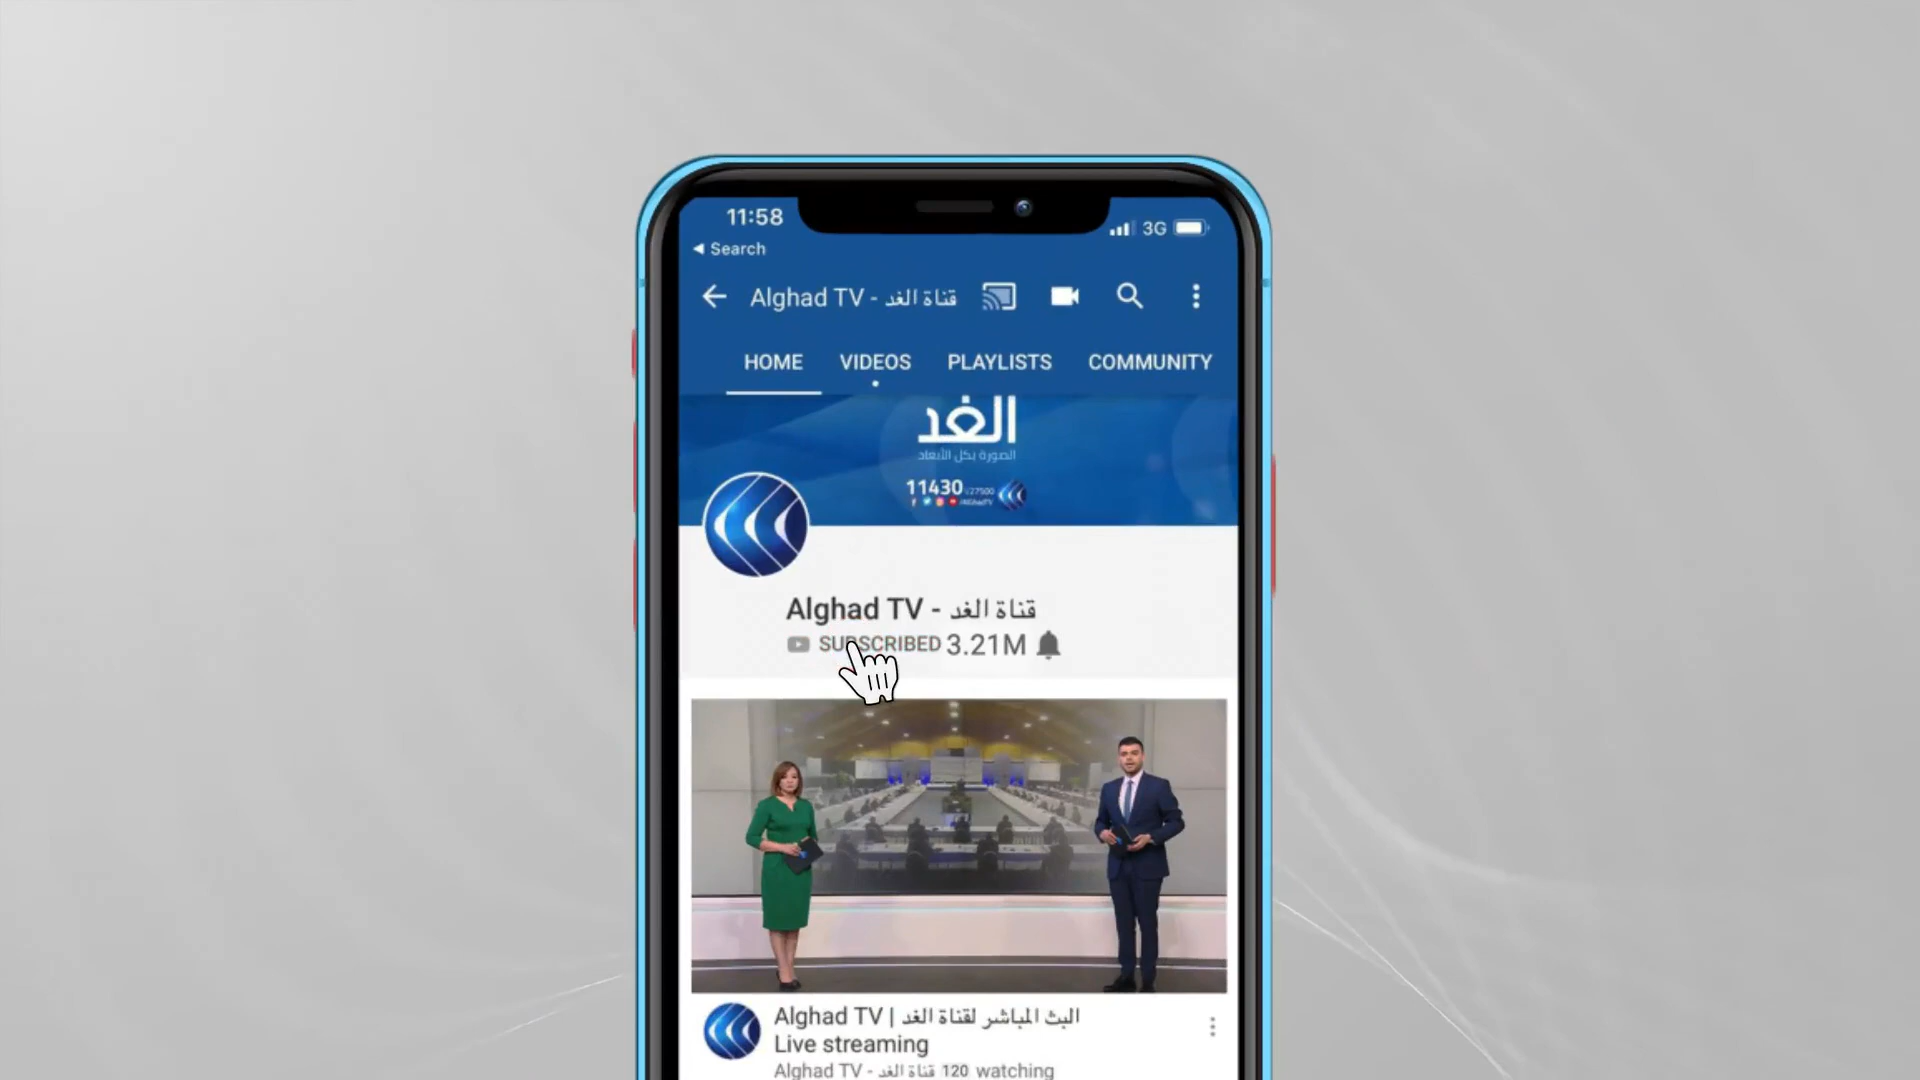 11:58
3G
◀ Search
Alghad TV - قناة الغد
HOME VIDEOS PLAYLISTS COMMUNITY
الغد
الصورة بكل الأبعاد
11430 27500
/AlGhadTV
Alghad TV - قناة الغد
SUBSCRIBED 3.21M
Alghad TV | البث المباشر لقناة الغد
Live streaming
Alghad TV - قناة الغد 120 watching